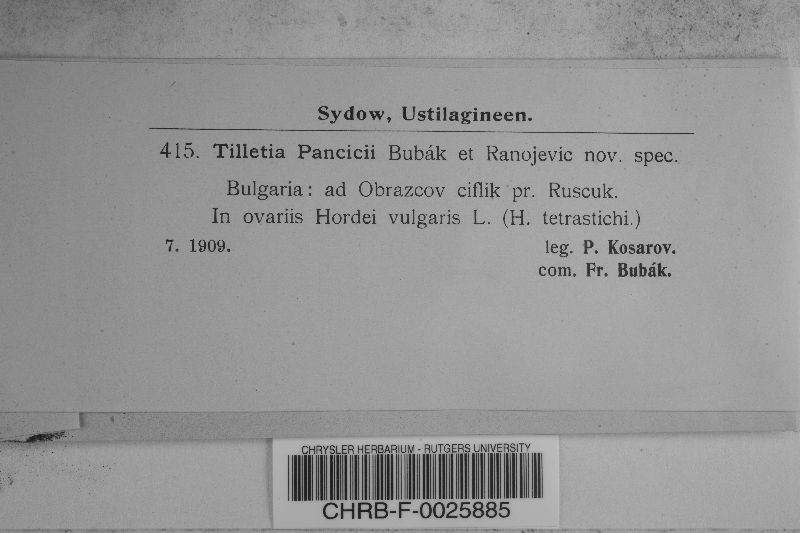 Sydow, Ustilagineen.
415. Tilletia Pancicii Bubák et Ranojevic nov. spec.
Bulgaria: ad Obrazcov ciflik pr. Ruscuk.
In ovariis Hordei vulgaris L. (H. tetrastichi.)
7. 1909. leg. P. Kosarov.
com. Fr. Bubák.
CHRYSLER HERBARIUM - RUTGERS UNIVERSITY
CHRB-F-0025885